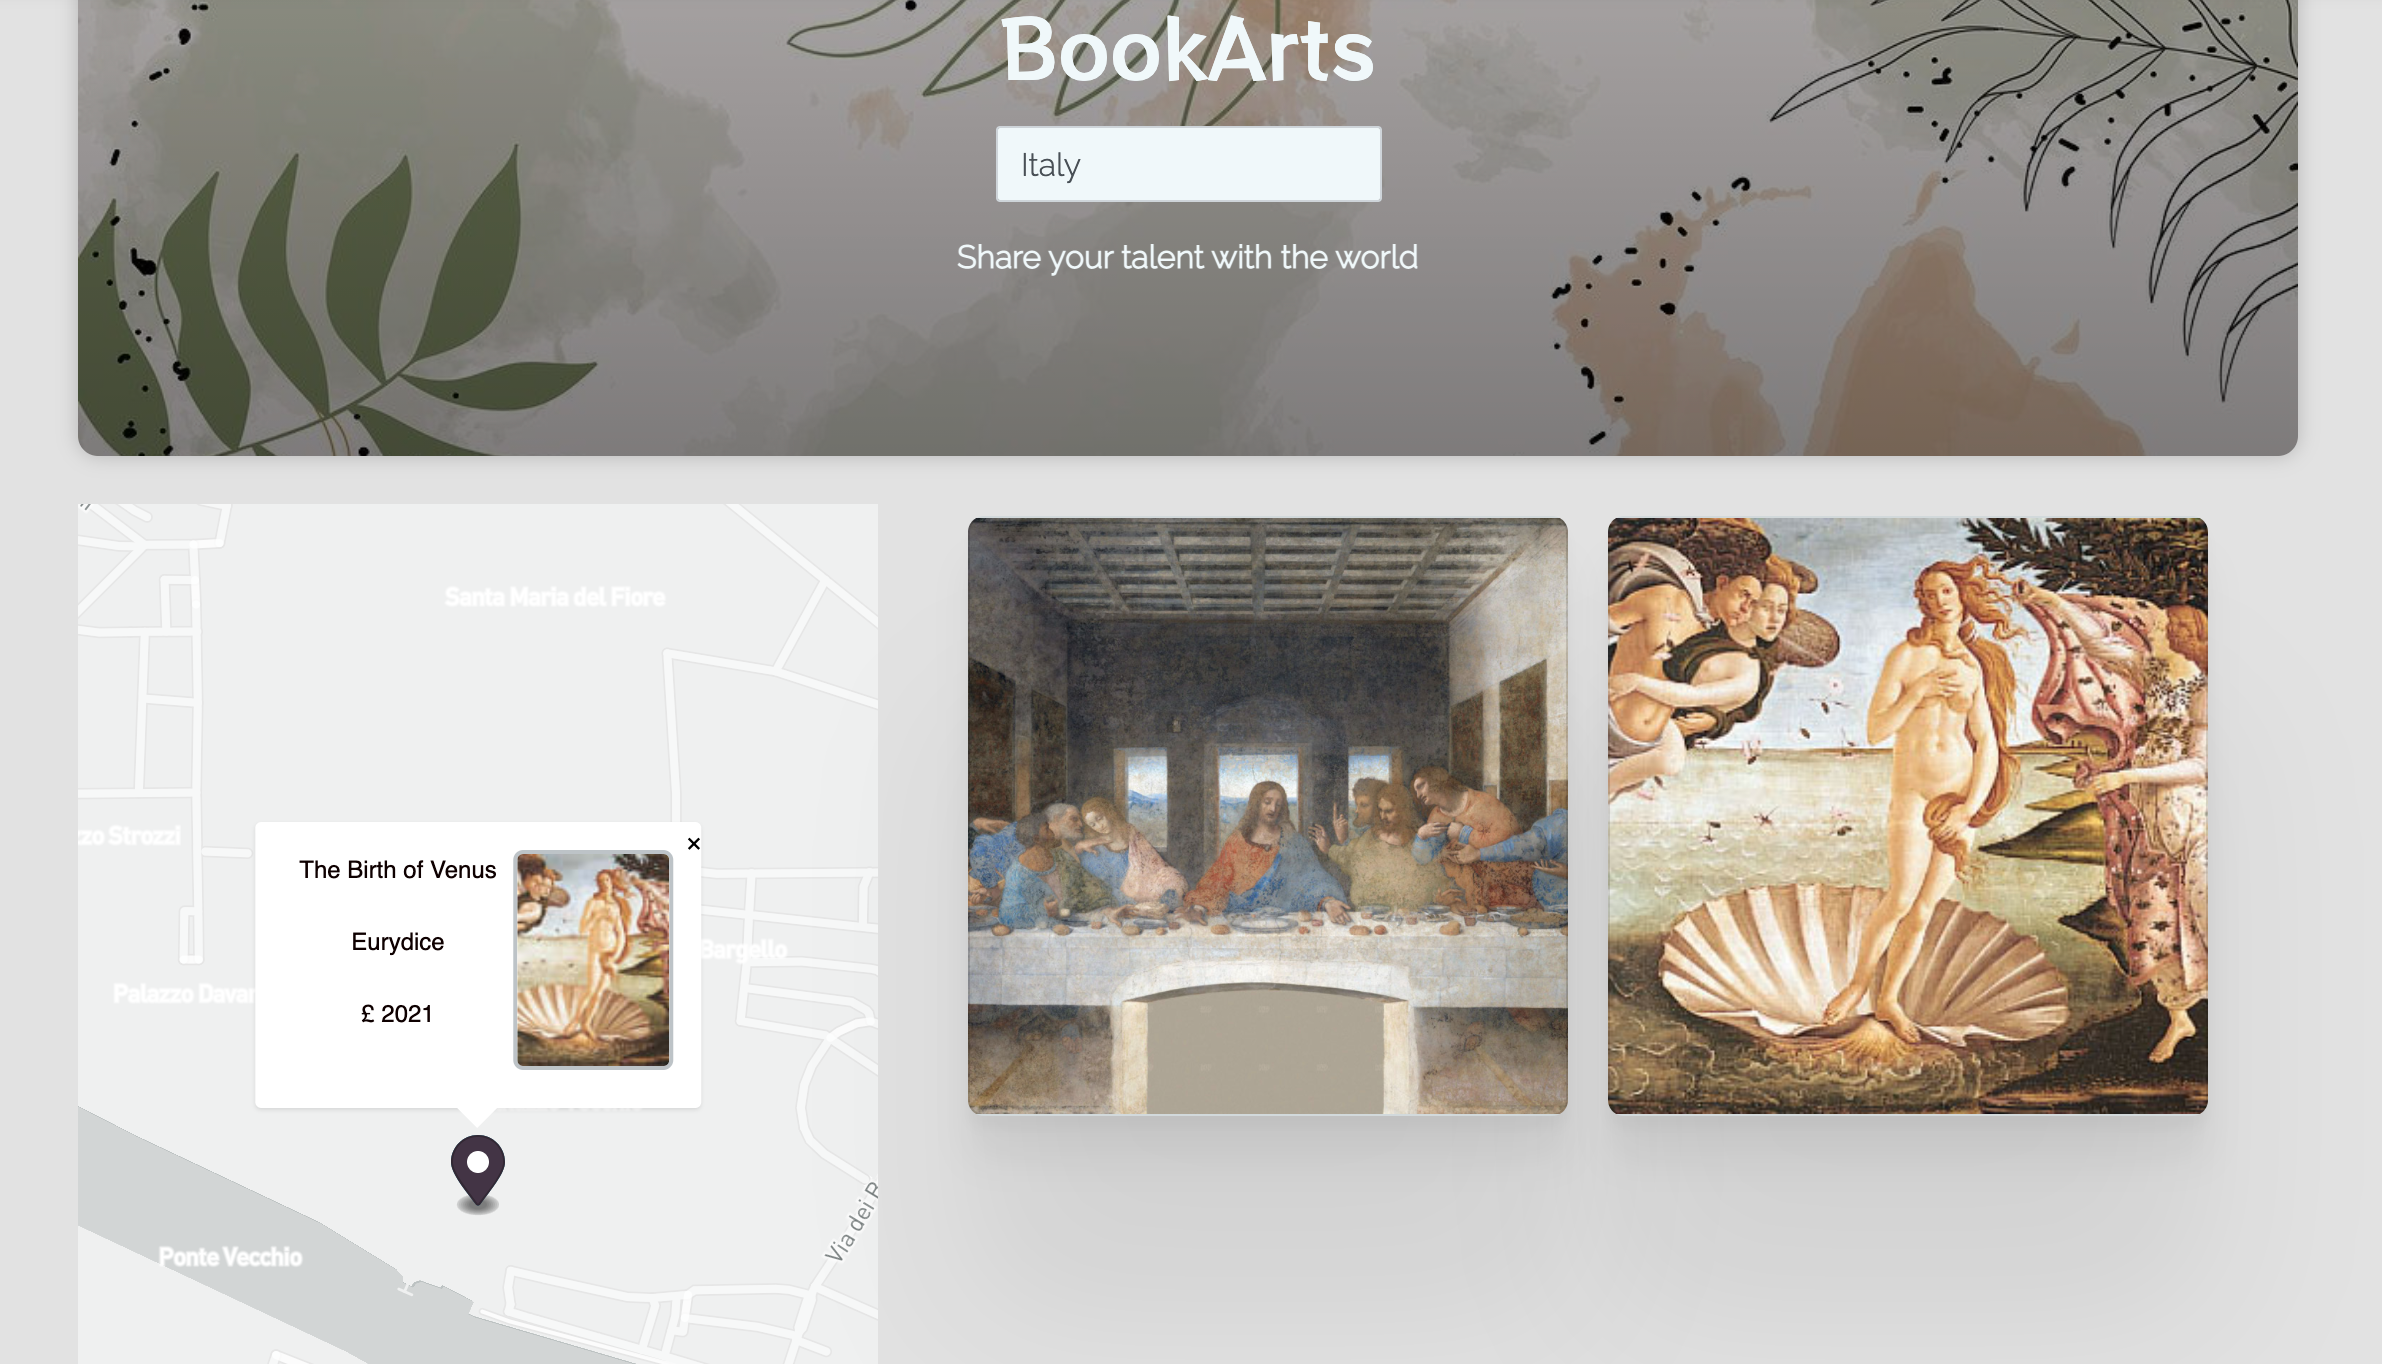 BookArts
Italy
Share your talent with the world
Santa Maria del Fiore
zo Strozzi
×
The Birth of Venus
Eurydice
£ 2021
Bargello
Palazzo Davan
Via dei
Ponte Vecchio